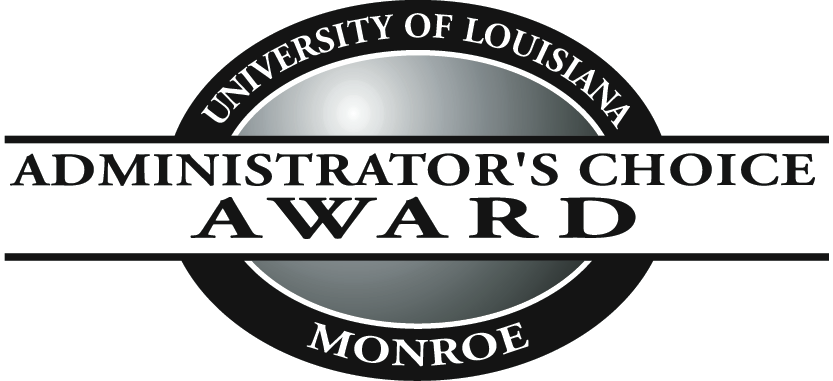 UNIVERSITY OF LOUISIANA
ADMINISTRATOR'S CHOICE
AWARD
MONROE